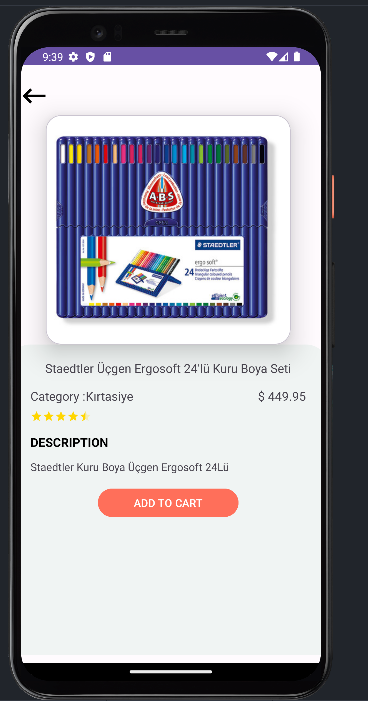 9:39
ABS
STAEDTLER
ergo soft®
24
Staedtler Üçgen Ergosoft 24'lü Kuru Boya Seti
Category :Kırtasiye
$ 449.95
DESCRIPTION
Staedtler Kuru Boya Üçgen Ergosoft 24Lü
ADD TO CART